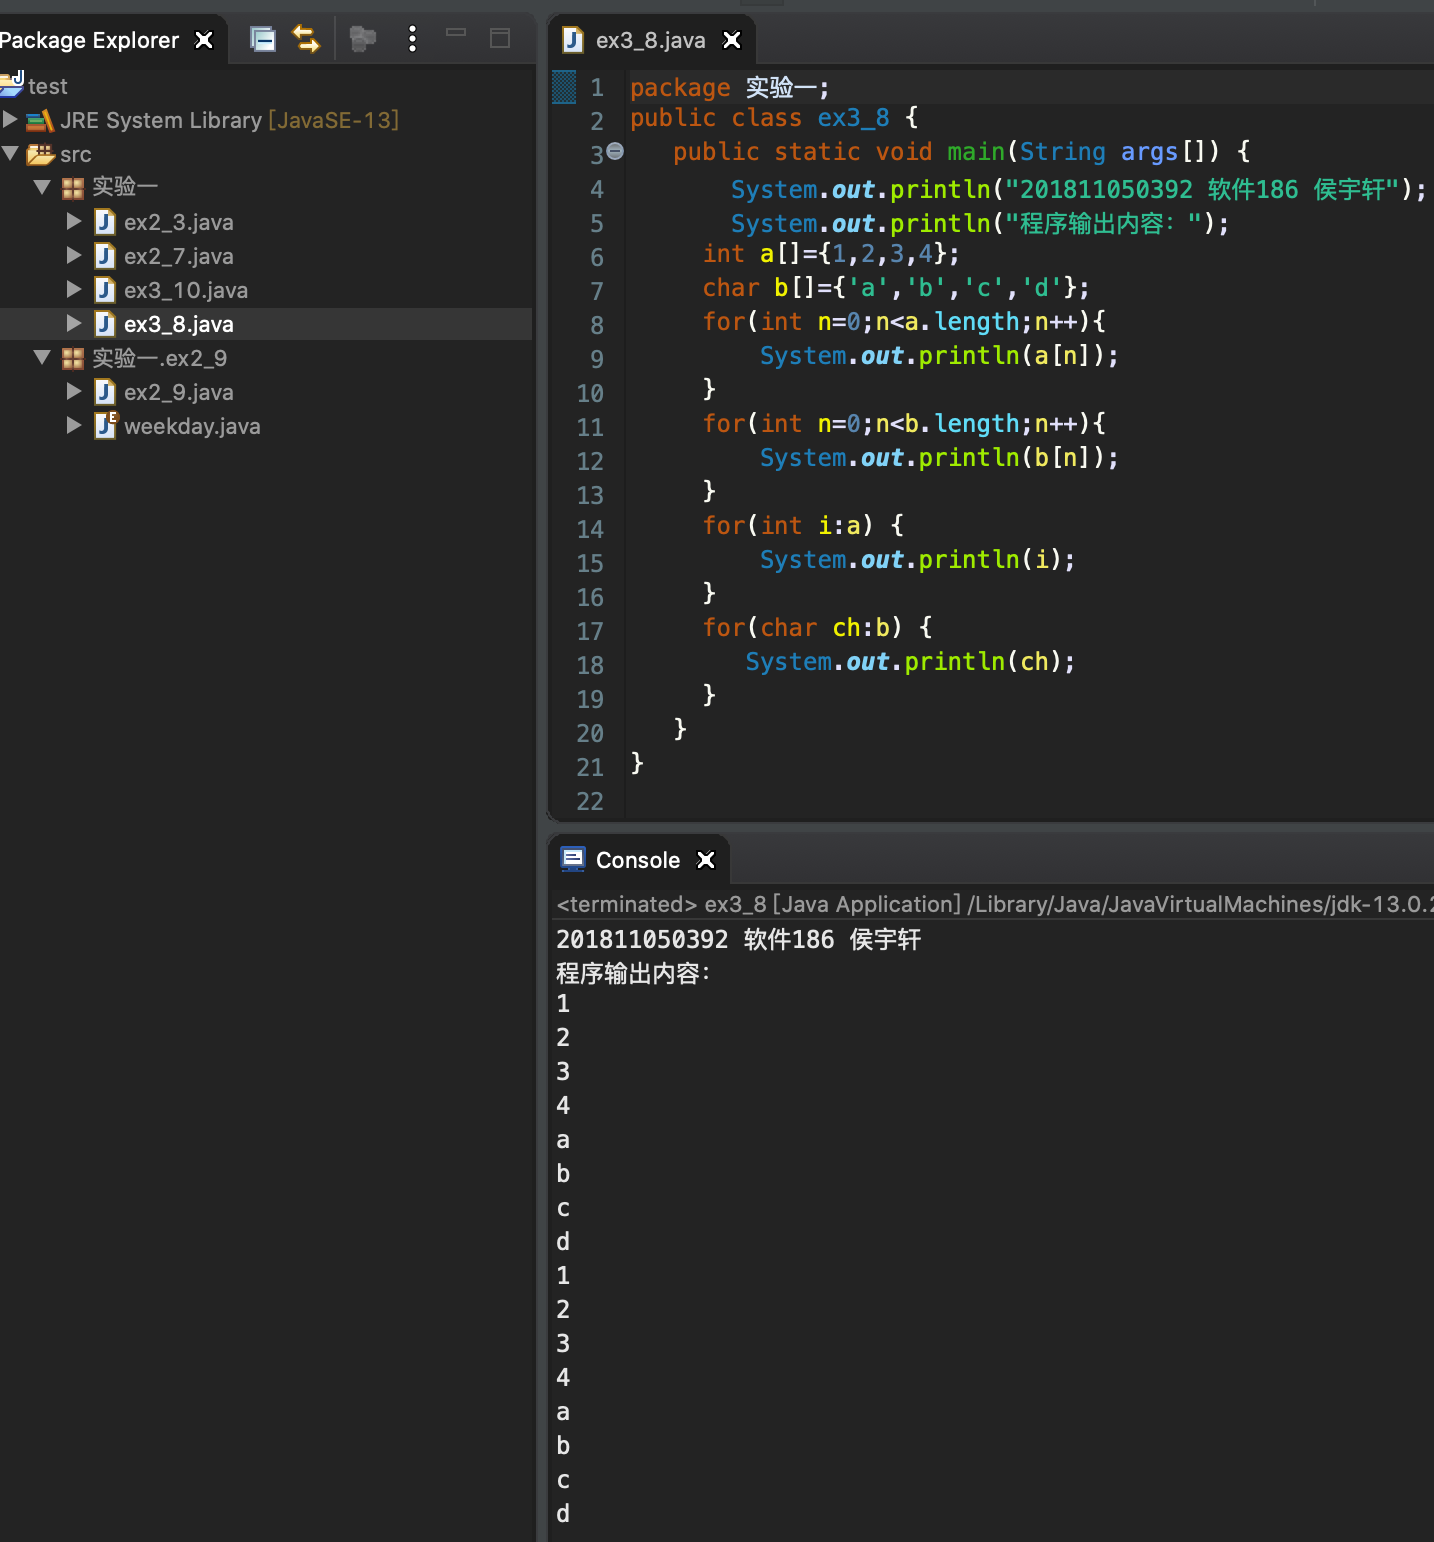 Package Explorer
test
JRE System Library [JavaSE-13]
src
实验一
ex2_3.java
ex2_7.java
ex3_10.java
ex3_8.java
实验一.ex2_9
ex2_9.java
weekday.java
ex3_8.java
1 package 实验一;
2 public class ex3_8 {
3 public static void main(String args[]) {
4 System.out.println("201811050392 软件186 侯宇轩");
5 System.out.println("程序输出内容：");
6 int a[]={1,2,3,4};
7 char b[]={'a','b','c','d'};
8 for(int n=0;n<a.length;n++){
9 System.out.println(a[n]);
10 }
11 for(int n=0;n<b.length;n++){
12 System.out.println(b[n]);
13 }
14 for(int i:a) {
15 System.out.println(i);
16 }
17 for(char ch:b) {
18 System.out.println(ch);
19 }
20 }
21 }
22
Console
<terminated> ex3_8 [Java Application] /Library/Java/JavaVirtualMachines/jdk-13.0.2
201811050392 软件186 侯宇轩
程序输出内容：
1
2
3
4
a
b
c
d
1
2
3
4
a
b
c
d